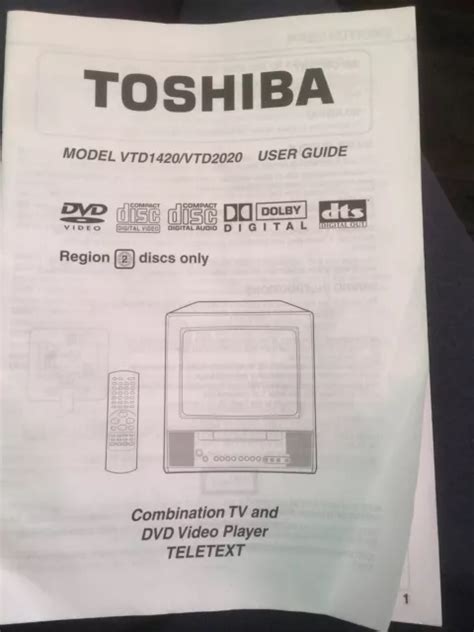 TOSHIBA
MODEL VTD1420/VTD2020 USER GUIDE
DVD VIDEO
COMPACT disc DIGITAL VIDEO
COMPACT disc DIGITAL AUDIO
DOLBY DIGITAL
dts DIGITAL OUT
Region 2 discs only
Combination TV and
DVD Video Player
TELETEXT
1